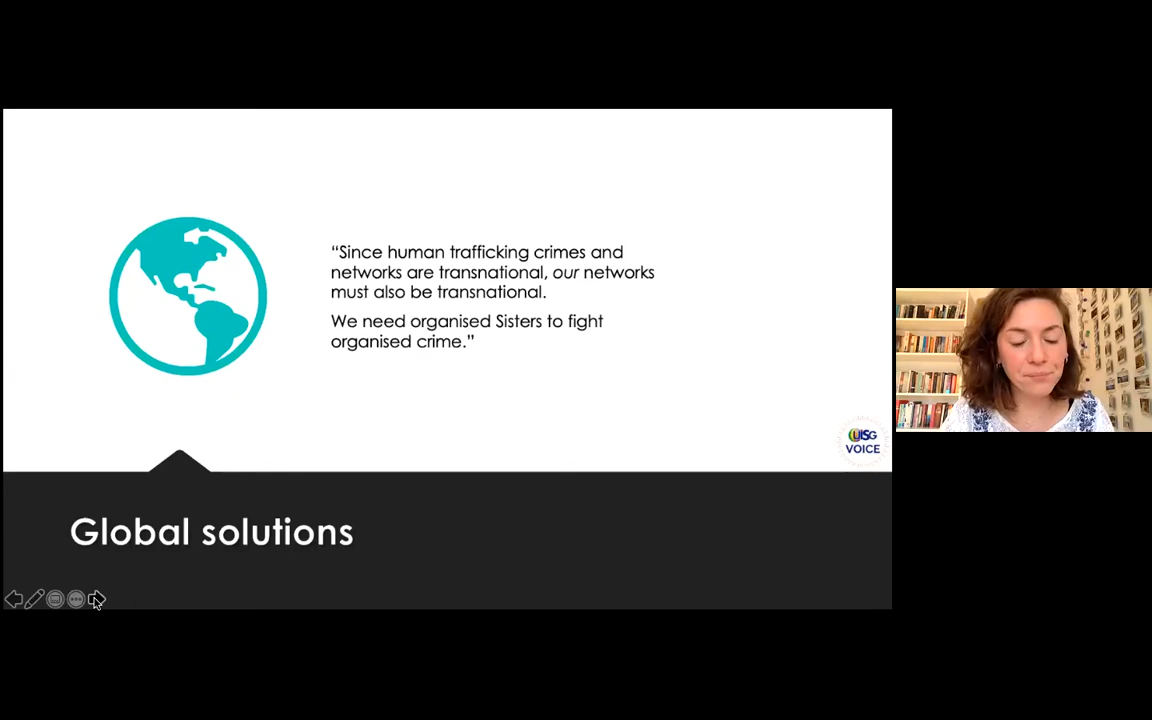 “Since human trafficking crimes and
networks are transnational, our networks
must also be transnational.
We need organised Sisters to fight
organised crime.”
UISG
VOICE
Global solutions